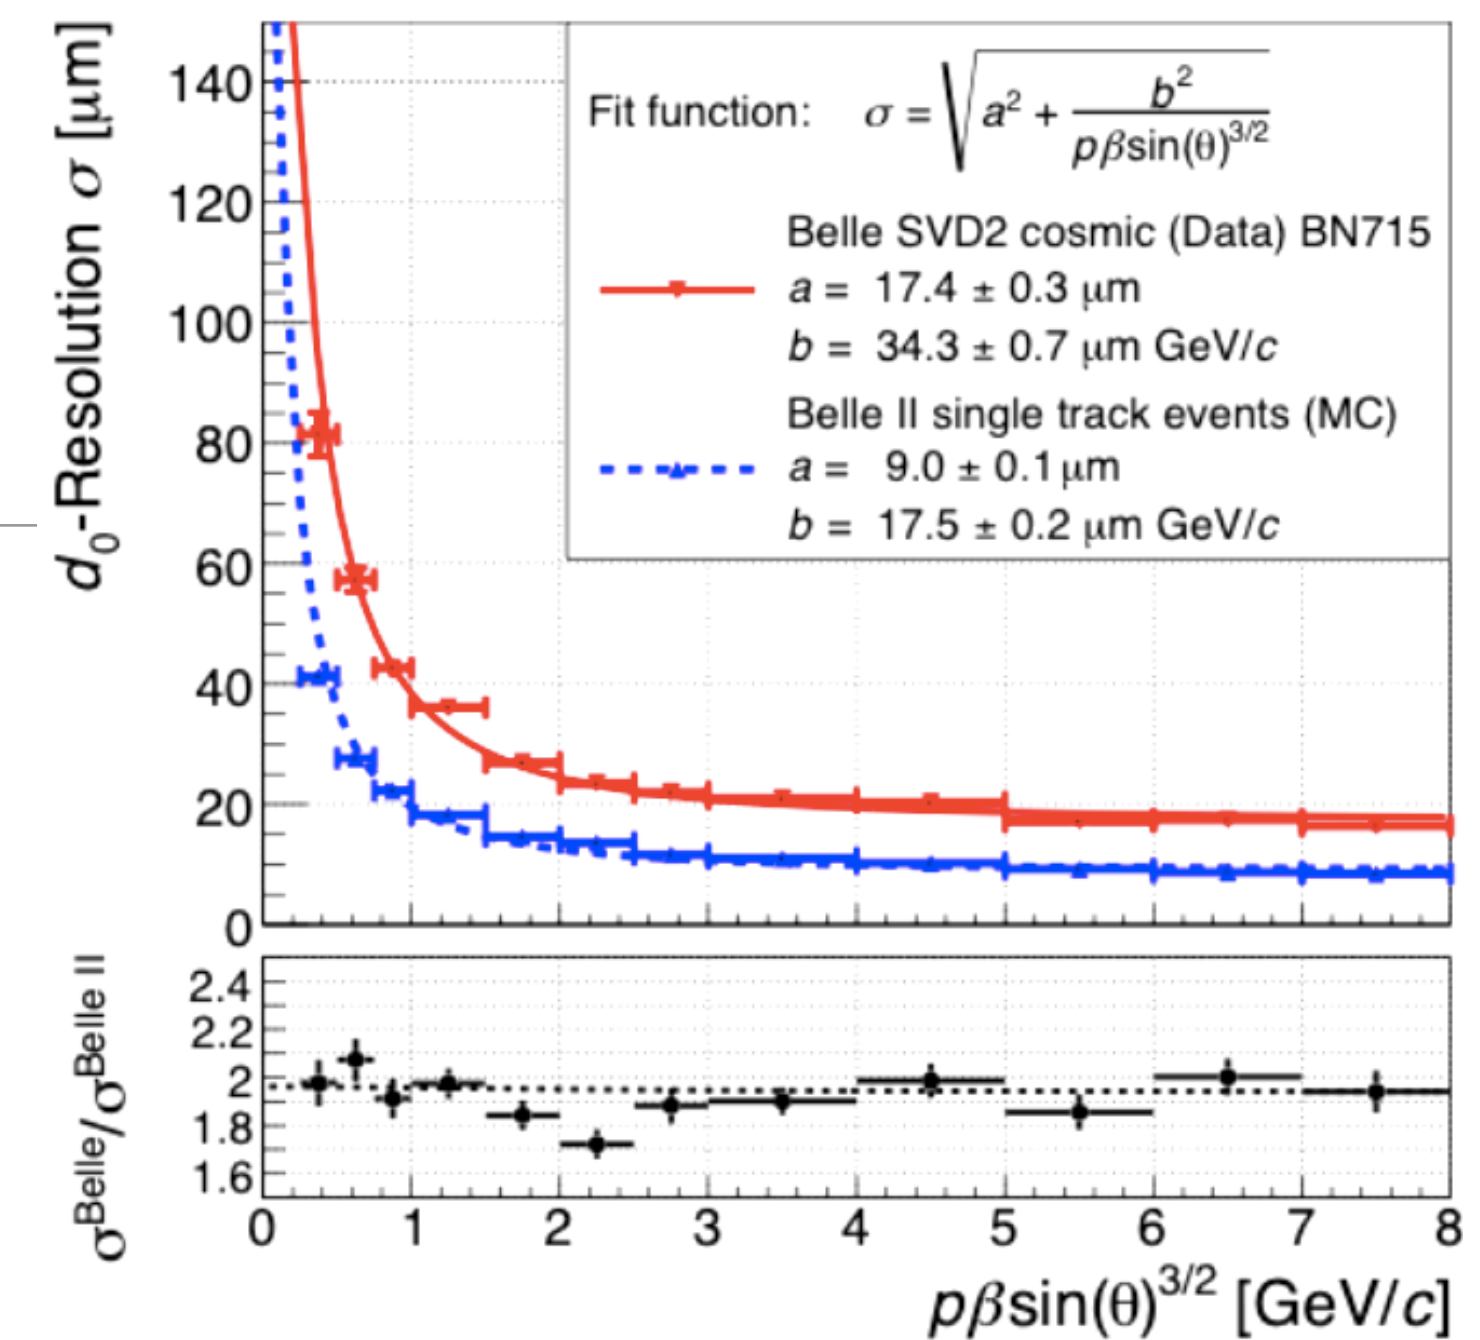 d₀-Resolution σ [μm]
140
120
100
80
60
40
20
0
Fit function: σ = √(a² + b² / pβsin(θ)^3/2)
Belle SVD2 cosmic (Data) BN715
a = 17.4 ± 0.3 μm
b = 34.3 ± 0.7 μm GeV/c
Belle II single track events (MC)
a = 9.0 ± 0.1 μm
b = 17.5 ± 0.2 μm GeV/c
σ^Belle/σ^Belle II
2.4
2.2
2
1.8
1.6
0 1 2 3 4 5 6 7 8
pβsin(θ)^3/2 [GeV/c]